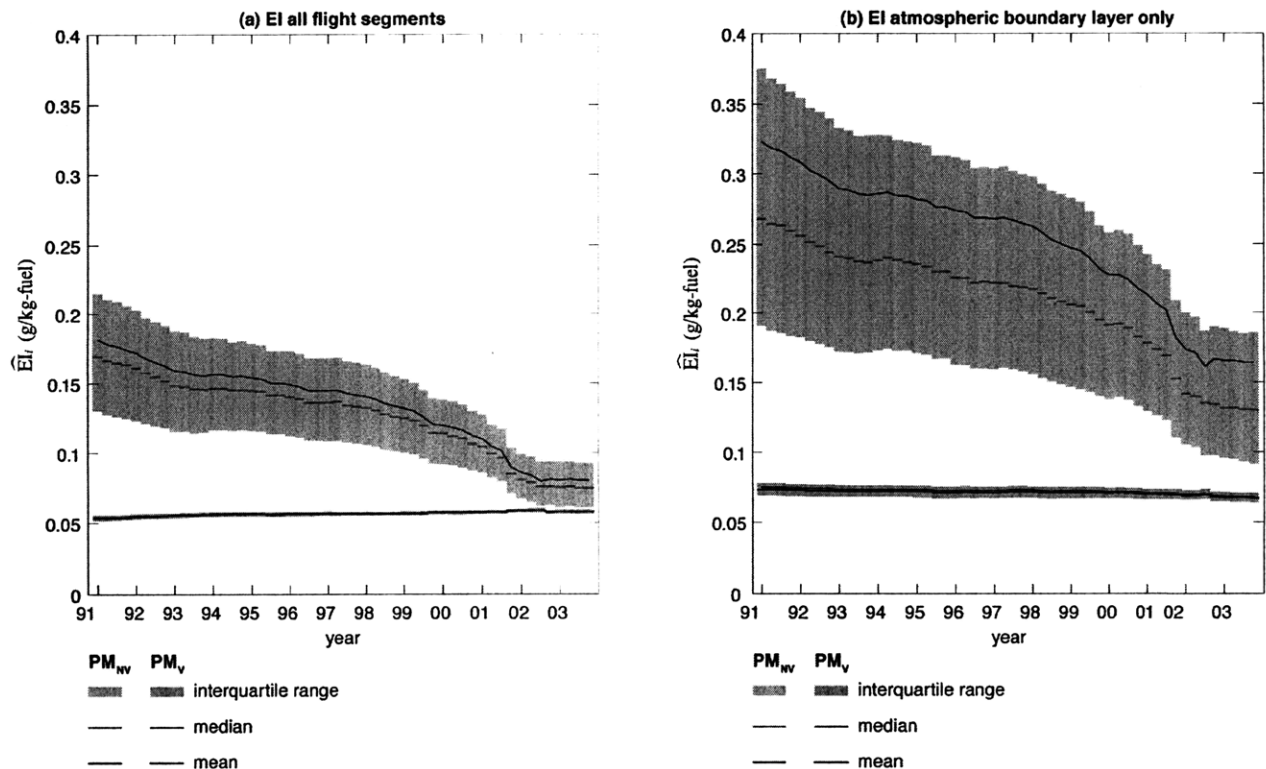 (a) EI all flight segments
0.4
0.35
0.3
0.25
0.2
0.15
0.1
0.05
0
ÊI_i (g/kg-fuel)
91 92 93 94 95 96 97 98 99 00 01 02 03
year
PM_NV PM_V
interquartile range
median
mean
(b) EI atmospheric boundary layer only
0.4
0.35
0.3
0.25
0.2
0.15
0.1
0.05
0
ÊI_i (g/kg-fuel)
91 92 93 94 95 96 97 98 99 00 01 02 03
year
PM_NV PM_V
interquartile range
median
mean